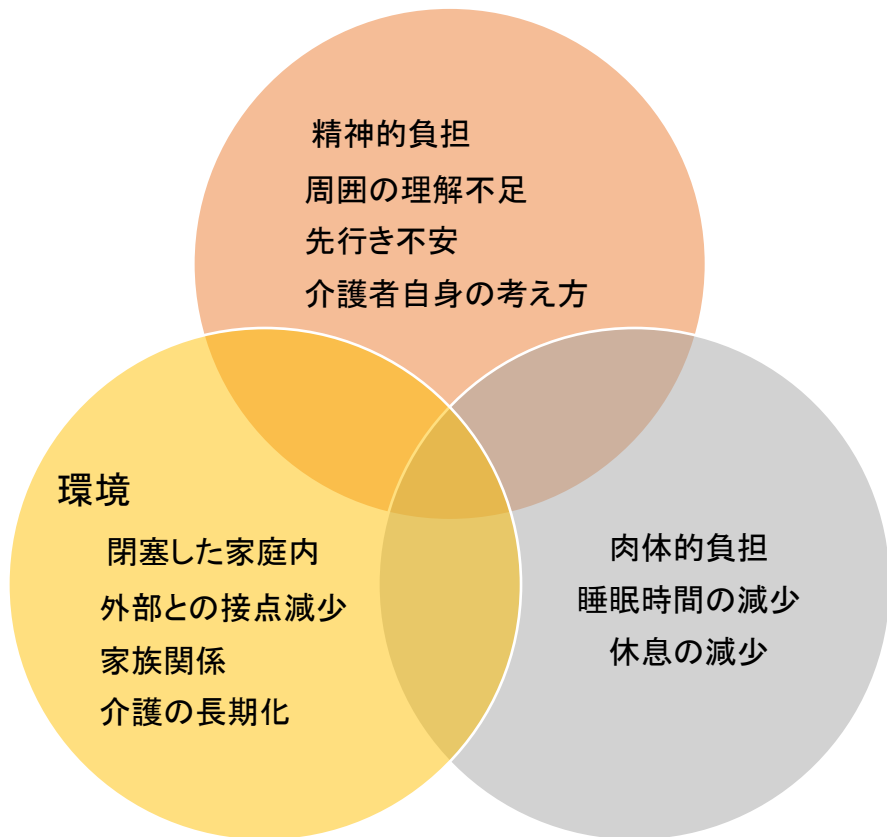 精神的負担
周囲の理解不足
先行き不安
介護者自身の考え方
環境
閉塞した家庭内
外部との接点減少
家族関係
介護の長期化
肉体的負担
睡眠時間の減少
休息の減少